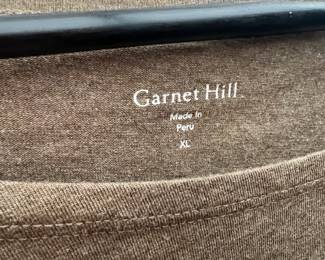 Garnet Hill
Made In
Peru
XL